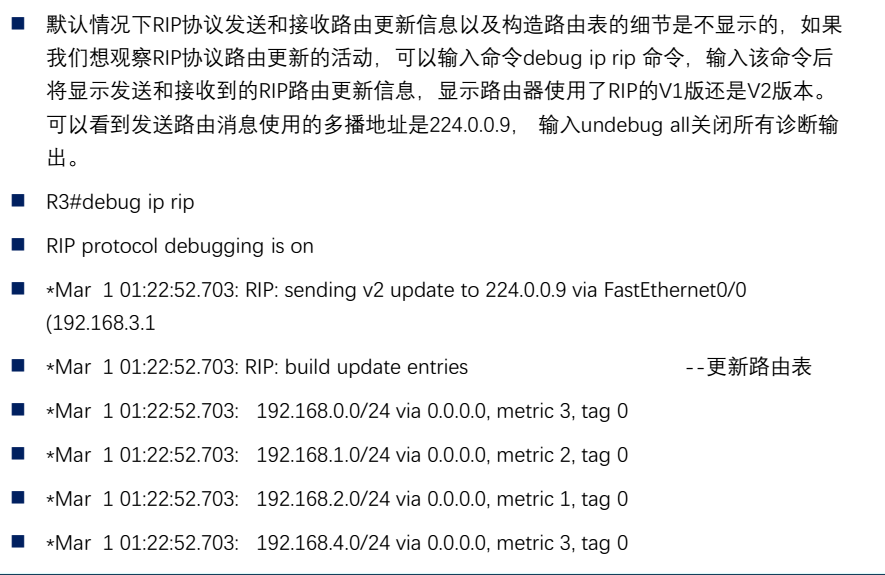 默认情况下RIP协议发送和接收路由更新信息以及构造路由表的细节是不显示的，如果
我们想观察RIP协议路由更新的活动，可以输入命令debug ip rip 命令，输入该命令后
将显示发送和接收到的RIP路由更新信息，显示路由器使用了RIP的V1版还是V2版本。
可以看到发送路由消息使用的多播地址是224.0.0.9， 输入undebug all关闭所有诊断输
出。
R3#debug ip rip
RIP protocol debugging is on
*Mar  1 01:22:52.703: RIP: sending v2 update to 224.0.0.9 via FastEthernet0/0
(192.168.3.1
*Mar  1 01:22:52.703: RIP: build update entries --更新路由表
*Mar  1 01:22:52.703:   192.168.0.0/24 via 0.0.0.0, metric 3, tag 0
*Mar  1 01:22:52.703:   192.168.1.0/24 via 0.0.0.0, metric 2, tag 0
*Mar  1 01:22:52.703:   192.168.2.0/24 via 0.0.0.0, metric 1, tag 0
*Mar  1 01:22:52.703:   192.168.4.0/24 via 0.0.0.0, metric 3, tag 0